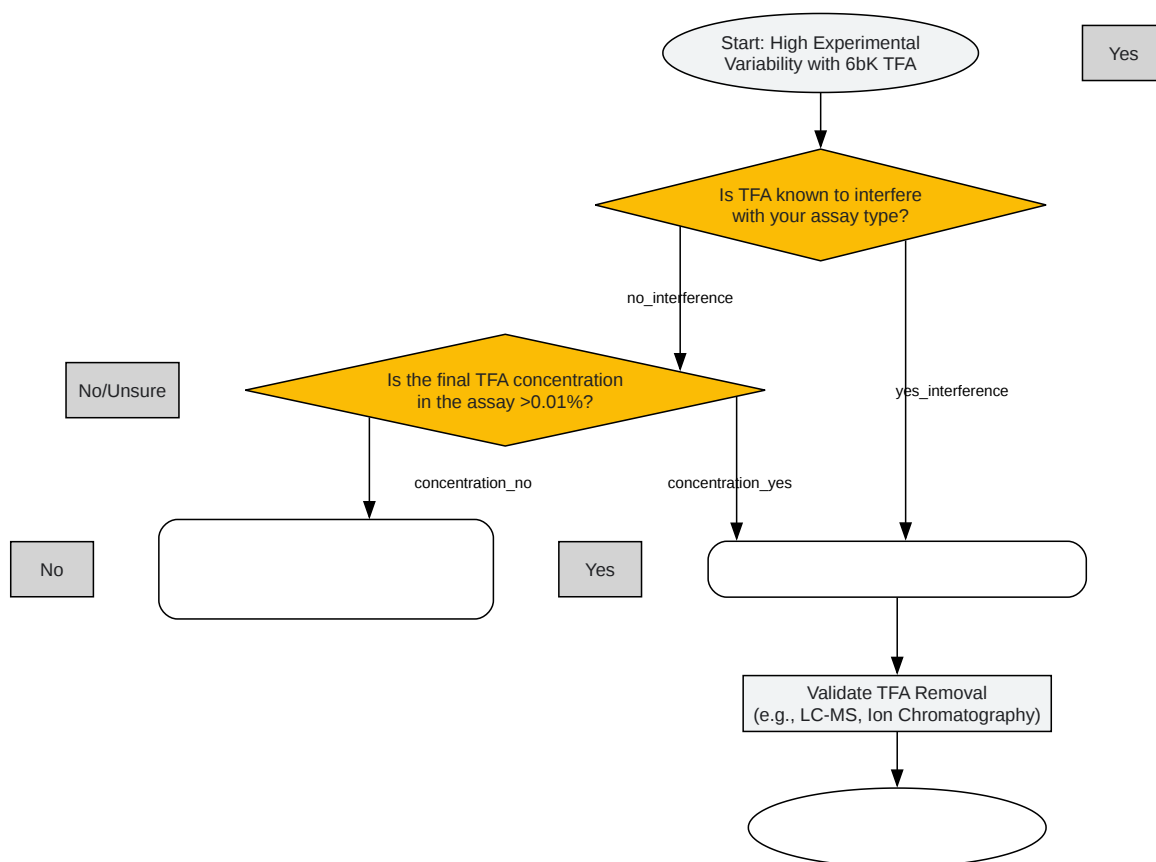 Start: High Experimental
Variability with 6bK TFA
Yes
Is TFA known to interfere
with your assay type?
no_interference
No/Unsure
Is the final TFA concentration
in the assay >0.01%?
yes_interference
concentration_no
concentration_yes
No
Yes
Validate TFA Removal
(e.g., LC-MS, Ion Chromatography)